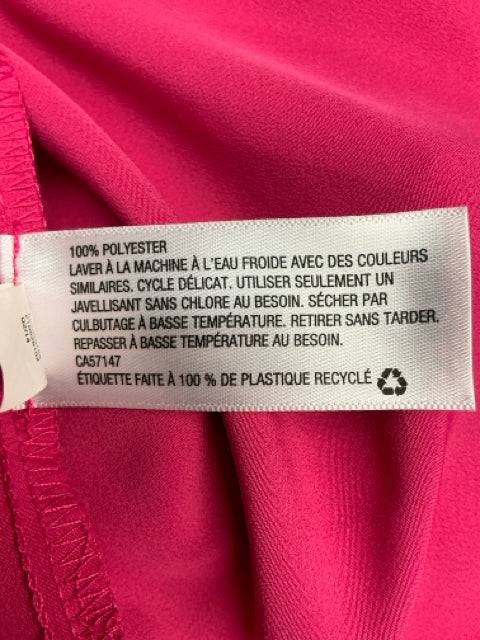 100% POLYESTER
LAVER À LA MACHINE À L'EAU FROIDE AVEC DES COULEURS
SIMILAIRES. CYCLE DÉLICAT. UTILISER SEULEMENT UN
JAVELLISANT SANS CHLORE AU BESOIN. SÉCHER PAR
CULBUTAGE À BASSE TEMPÉRATURE. RETIRER SANS TARDER.
REPASSER À BASSE TEMPÉRATURE AU BESOIN.
CA57147
ÉTIQUETTE FAITE À 100 % DE PLASTIQUE RECYCLÉ